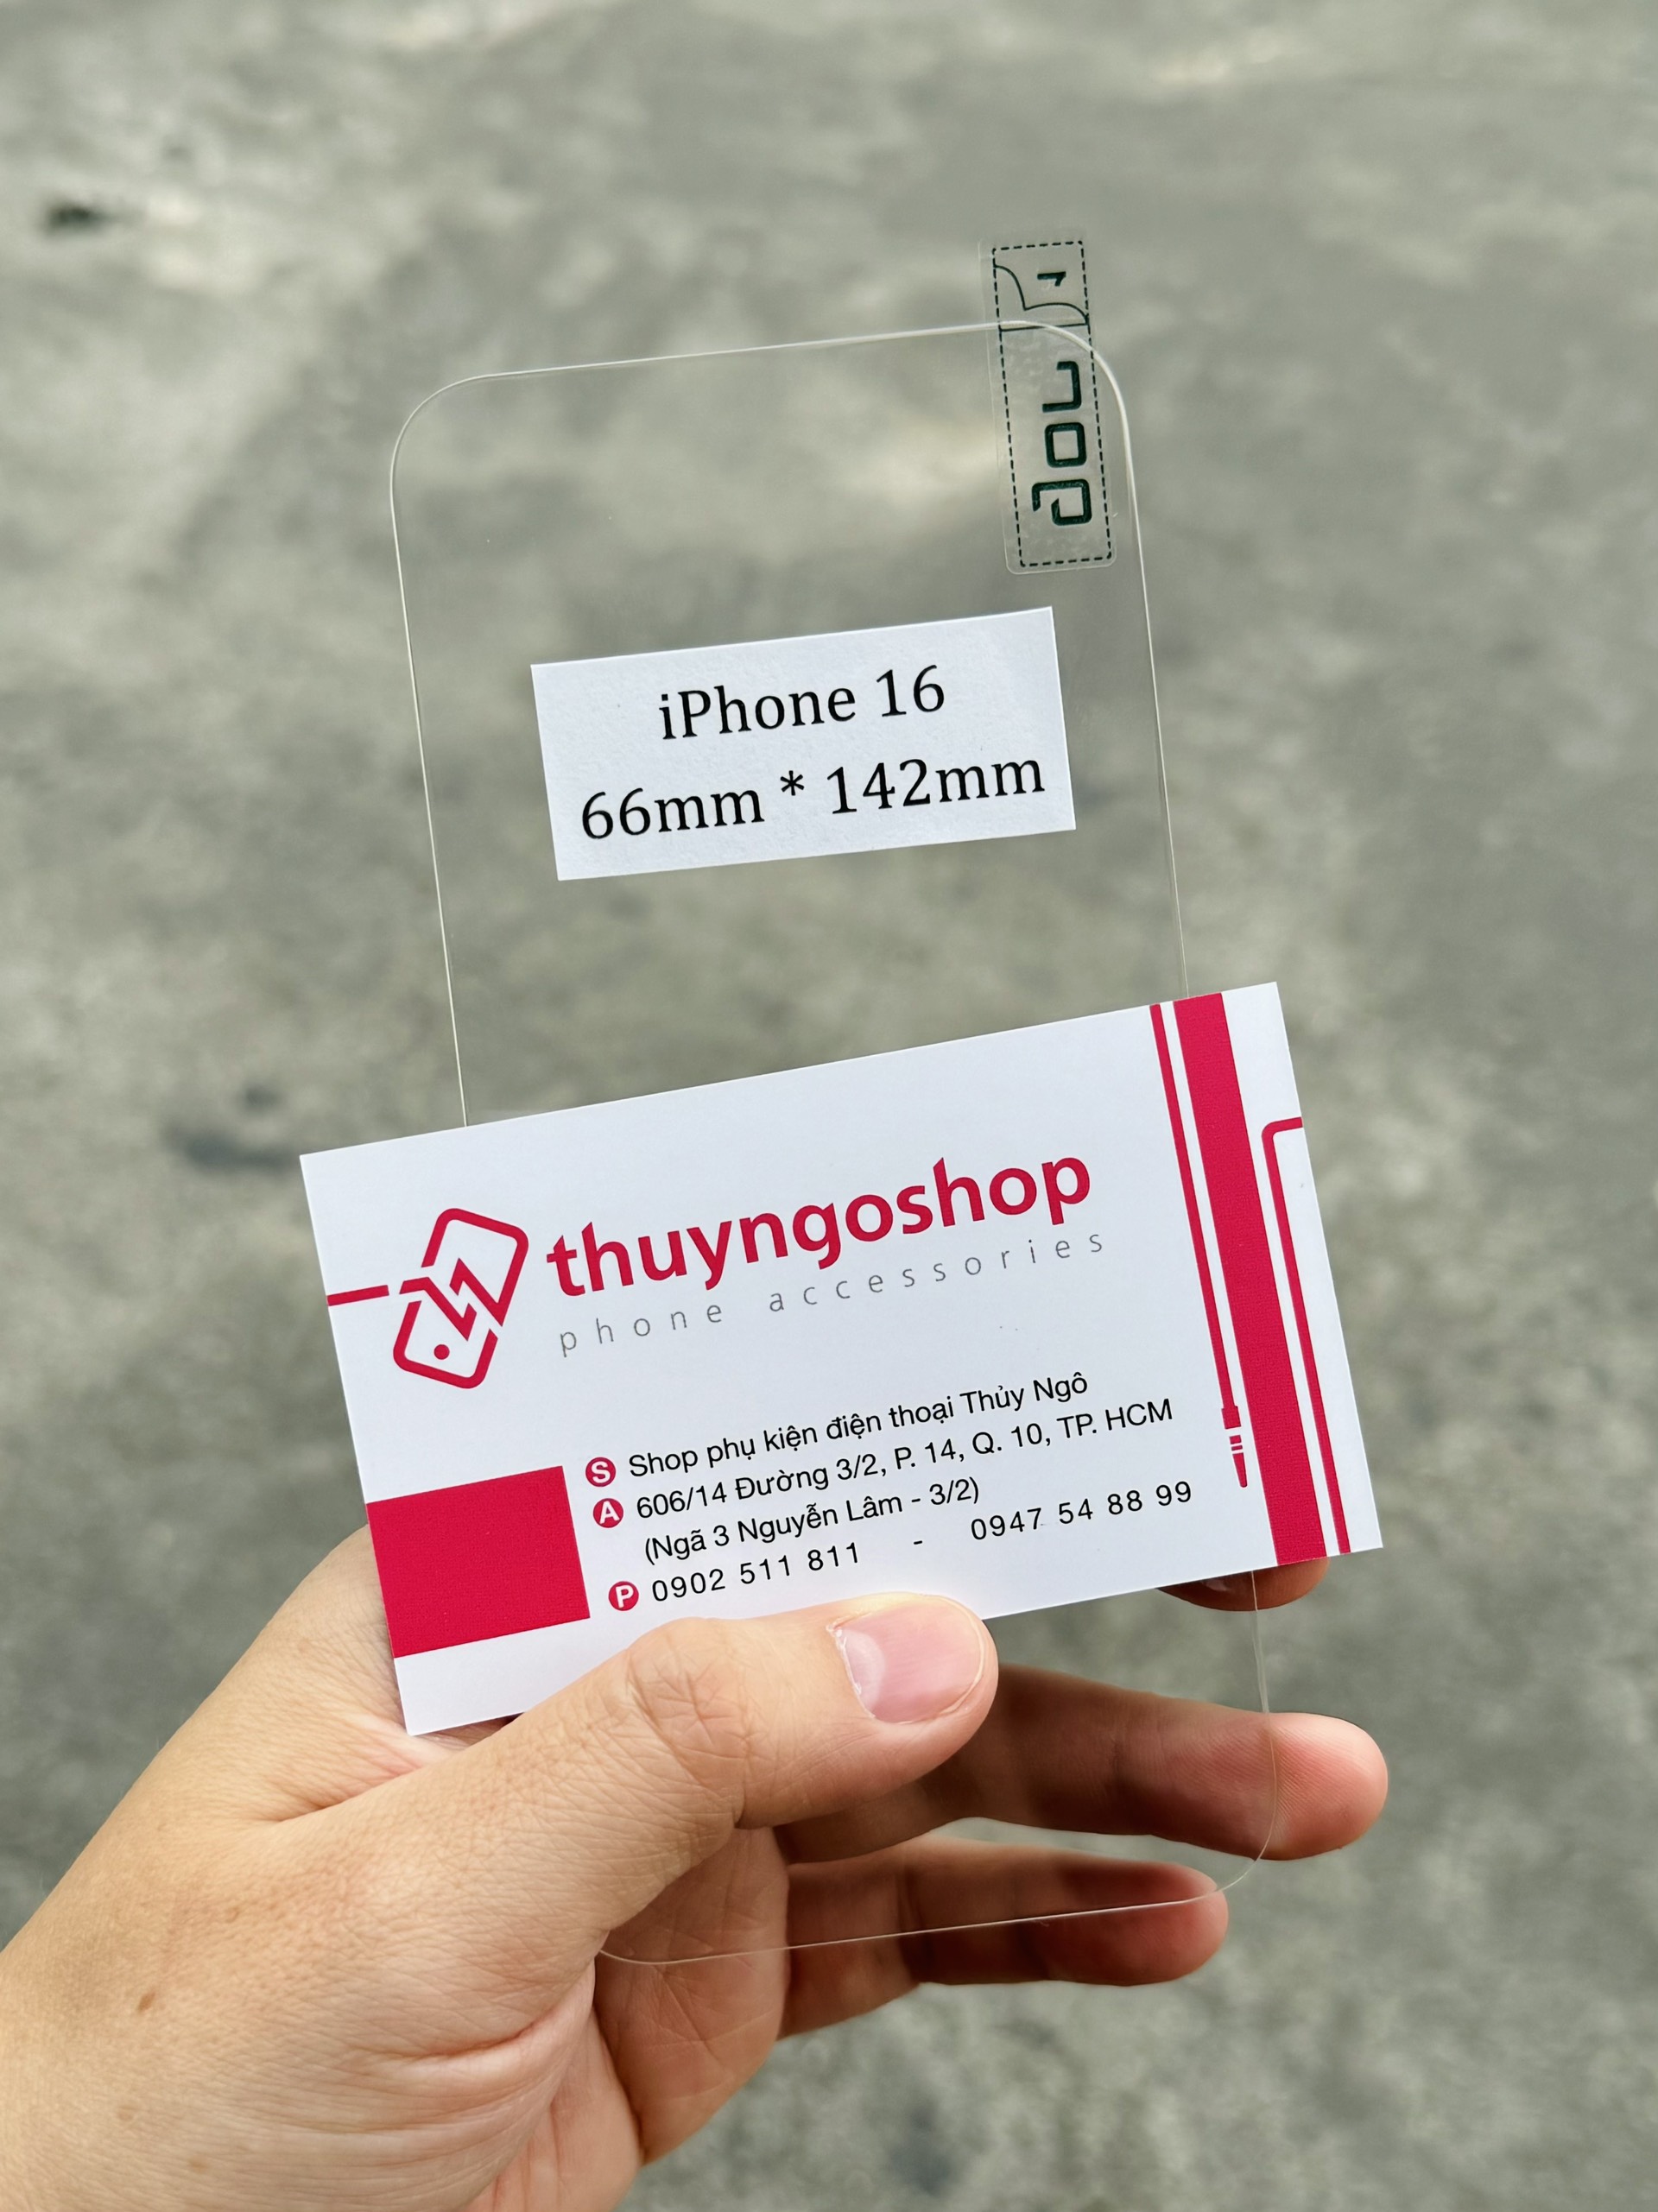 iPhone 16
66mm * 142mm
thuyngoshop
phone accessories
S Shop phụ kiện điện thoại Thủy Ngô
A 606/14 Đường 3/2, P. 14, Q. 10, TP. HCM
(Ngã 3 Nguyễn Lâm - 3/2)
P 0902 511 811 - 0947 54 88 99